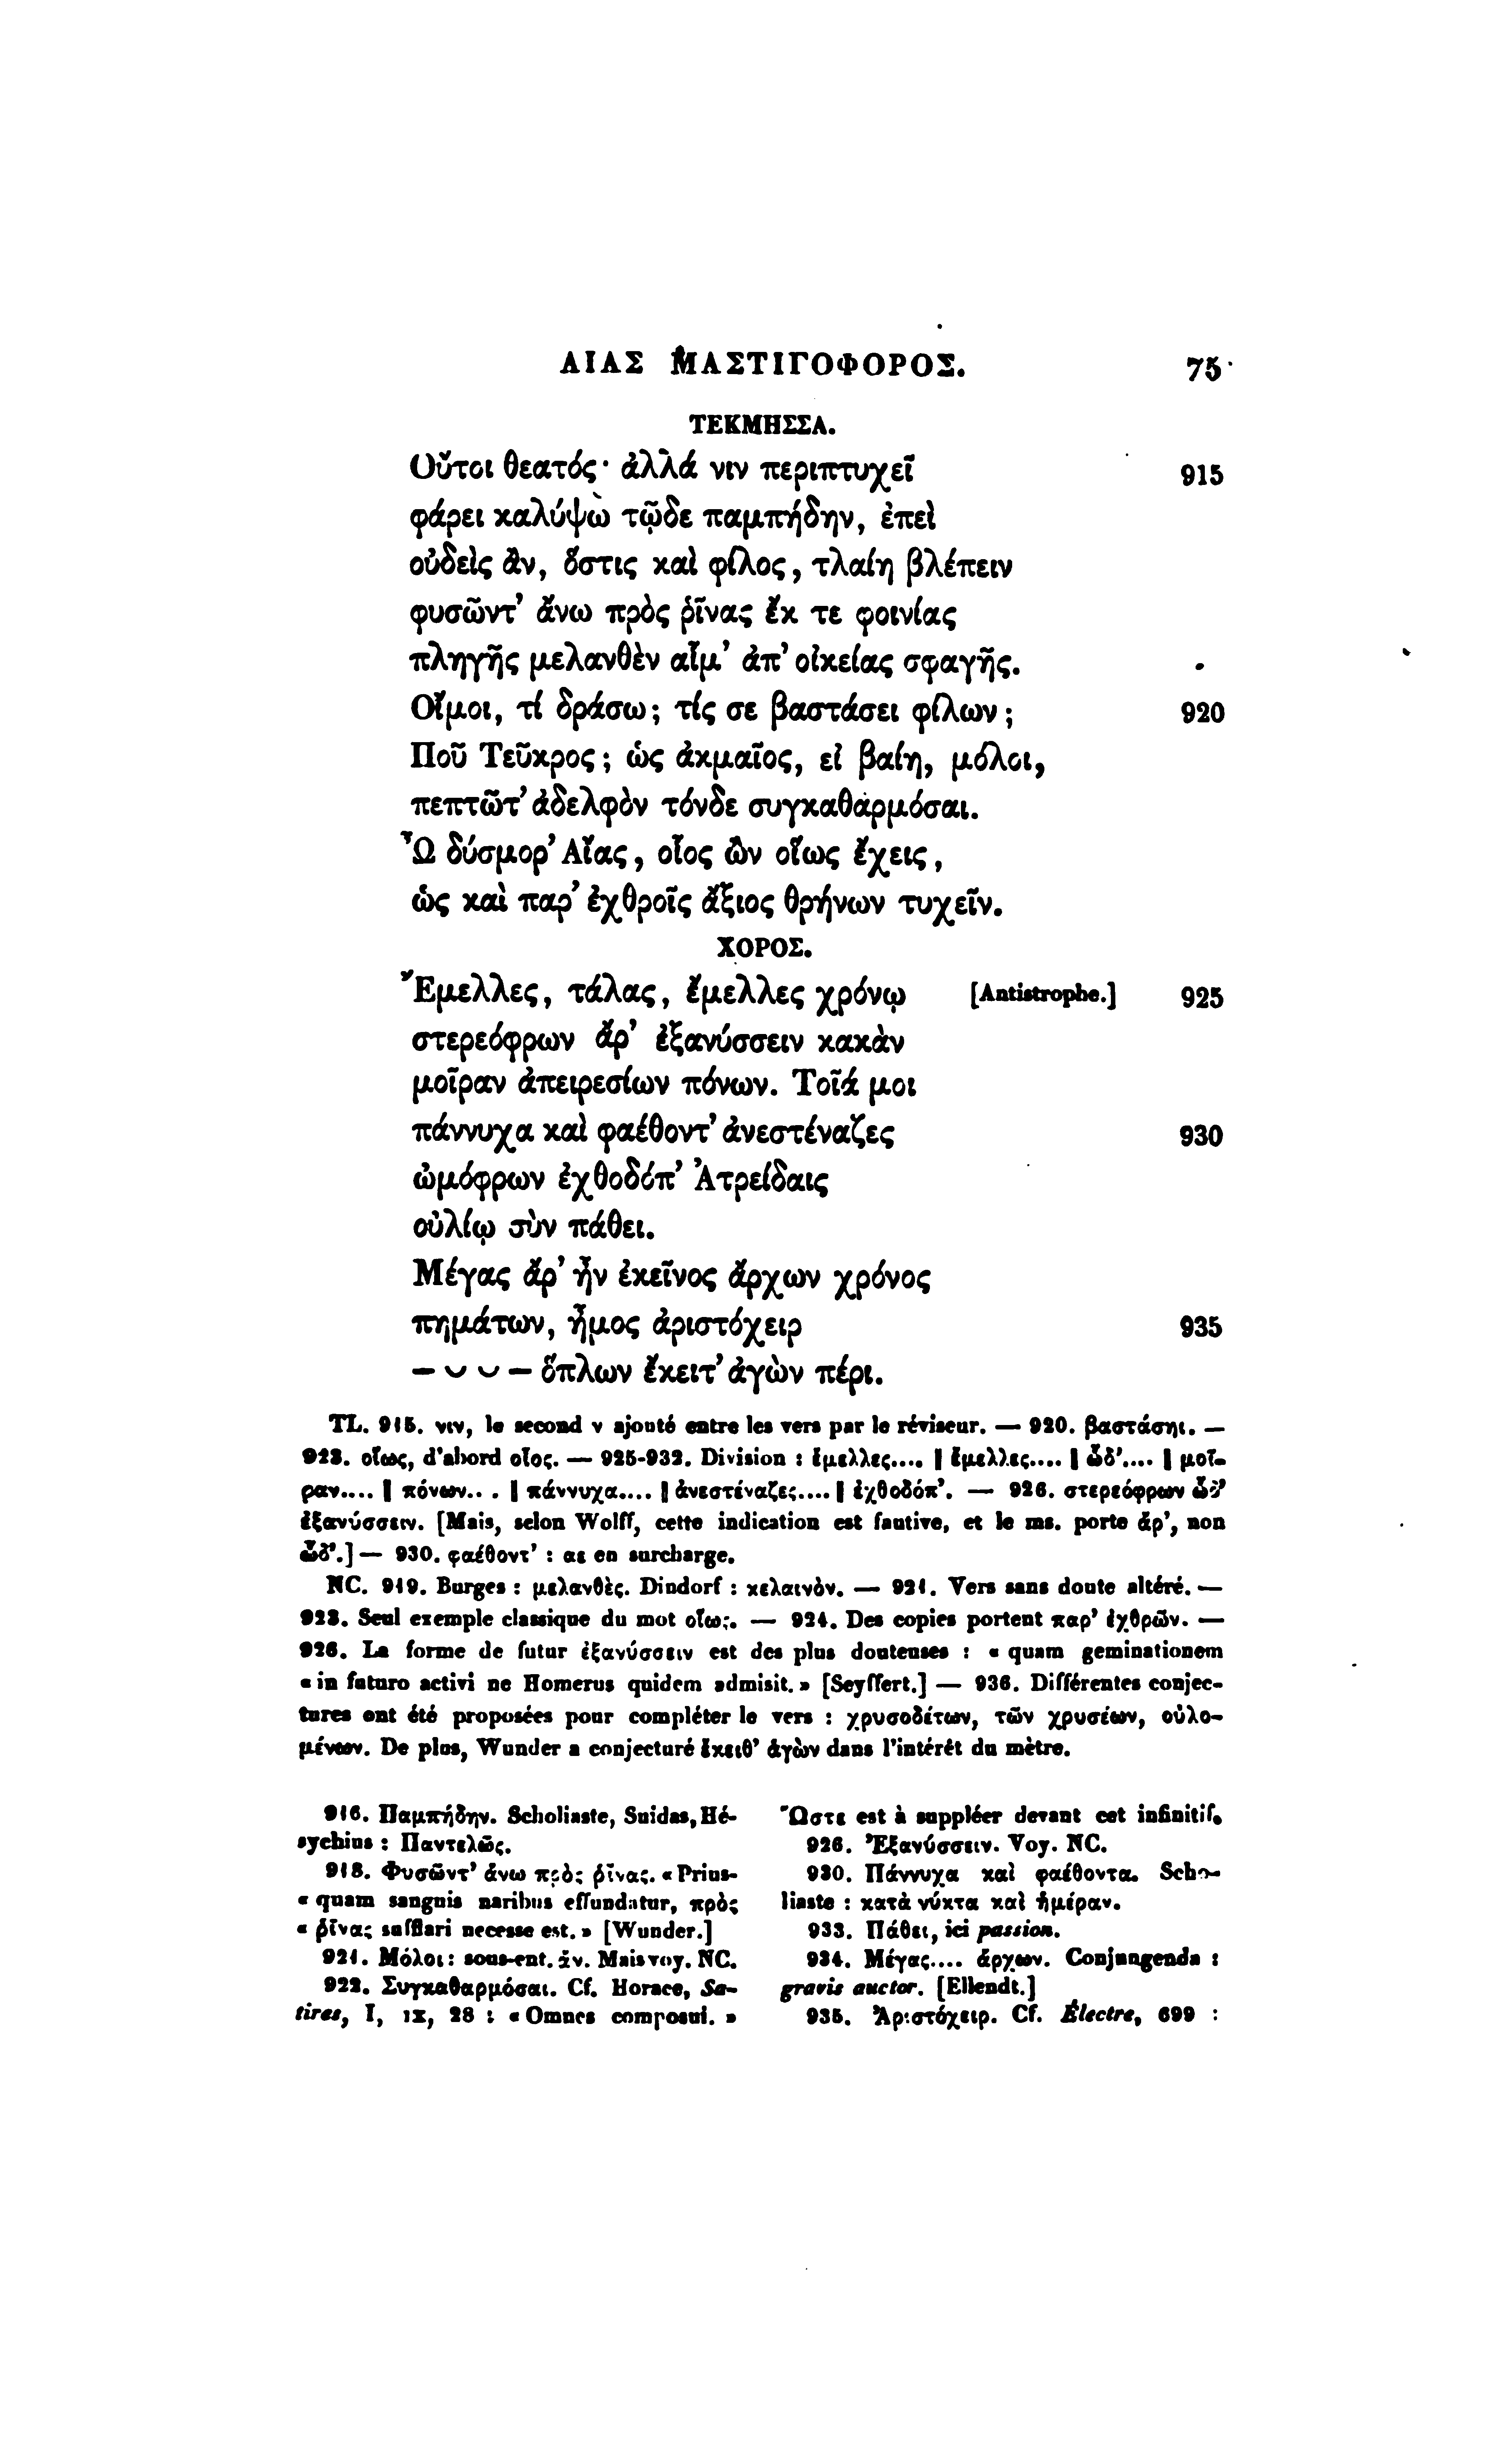 ΑΙΑΣ ΜΑΣΤΙΓΟΦΟΡΟΣ. 75
ΤΕΚΜΗΣΣΑ.
Οὔτοι θεατός· ἀλλά νιν περιπτυχεῖ 915
φάρει καλύψω τῷδε παμπήδην, ἐπεὶ
οὐδεὶς ἂν, ὅστις καὶ φίλος, τλαίη βλέπειν
φυσῶντ’ ἄνω πρὸς ῥῖνας ἔκ τε φοινίας
πληγῆς μελανθὲν αἷμ’ ἀπ’ οἰκείας σφαγῆς.
Οἴμοι, τί δράσω; τίς σε βαστάσει φίλων; 920
Ποῦ Τεῦκρος; ὡς ἀκμαῖος, εἰ βαίη, μόλοι,
πεπτῶτ’ ἀδελφὸν τόνδε συγκαθαρμόσαι.
Ὦ δύσμορ’ Αἴας, οἷος ὢν οἵως ἔχεις,
ὡς καὶ παρ’ ἐχθροῖς ἄξιος θρήνων τυχεῖν.
ΧΟΡΟΣ.
Ἔμελλες, τάλας, ἔμελλες χρόνῳ [Antistrophe.] 925
στερεόφρων ἄρ’ ἐξανύσσειν κακὰν
μοῖραν ἀπειρεσίων πόνων. Τοῖά μοι
πάννυχα καὶ φαέθοντ’ ἀνεστέναζες 930
ὠμόφρων ἐχθοδόπ’ Ἀτρείδαις
οὐλίῳ σὺν πάθει.
Μέγας ἄρ’ ἦν ἐκεῖνος ἄρχων χρόνος
πημάτων, ἦμος ἀριστόχειρ 935
– ⏑ ⏑ – ὅπλων ἔκειτ’ ἀγὼν πέρι.
TL. 915. νιν, le second ν ajouté entre les vers par le réviseur. — 920. βαστάσηι. —
923. οἵως, d'abord οἷος. — 925-932. Division : ἔμελλες.... | ἔμελλες.... | ὧδ’.... | μοῖ-
ραν.... | πόνων... | πάννυχα.... | ἀνεστέναζες.... | ἐχθοδόπ’. — 926. στερεόφρων ὧδ’
ἐξανύσσειν. [Mais, selon Wolff, cette indication est fautive, et le ms. porte ἄρ’, non
ὧδ’.] — 930. φαέθοντ’ : αε en surcharge.
NC. 919. Burges : μελανθὲς. Dindorf : κελαινὸν. — 921. Vers sans doute altéré. —
923. Seul exemple classique du mot οἵως. — 924. Des copies portent παρ’ ἐχθρῶν. —
926. La forme de futur ἐξανύσσειν est des plus douteuses : « quam geminationem
« in futuro activi ne Homerus quidem admisit. » [Seyffert.] — 936. Différentes conjec-
tures ont été proposées pour compléter le vers : χρυσοδέτων, τῶν χρυσέων, οὐλο-
μένων. De plus, Wunder a conjecturé ἔκειθ’ ἀγὼν dans l'intérêt du mètre.
916. Παμπήδην. Scholiaste, Suidas, Hé-
sychius : Παντελῶς.
918. Φυσῶντ’ ἄνω πρὸς ῥῖνας. « Prius-
« quam sanguis naribus effundatur, πρὸς
« ῥῖνας sufflari necesse est. » [Wunder.]
921. Μόλοι : sous-ent. ἄν. Mais voy. NC.
922. Συγκαθαρμόσαι. Cf. Horace, Sa-
tires, I, IX, 28 : « Omnes composui. »
Ὥστε est à suppléer devant cet infinitif.
926. Ἐξανύσσειν. Voy. NC.
930. Πάννυχα καὶ φαέθοντα. Scho-
liaste : κατὰ νύκτα καὶ ἡμέραν.
933. Πάθει, ici passion.
934. Μέγας.... ἄρχων. Conjungenda :
gravis auctor. [Ellendt.]
935. Ἀριστόχειρ. Cf. Électre, 699 :